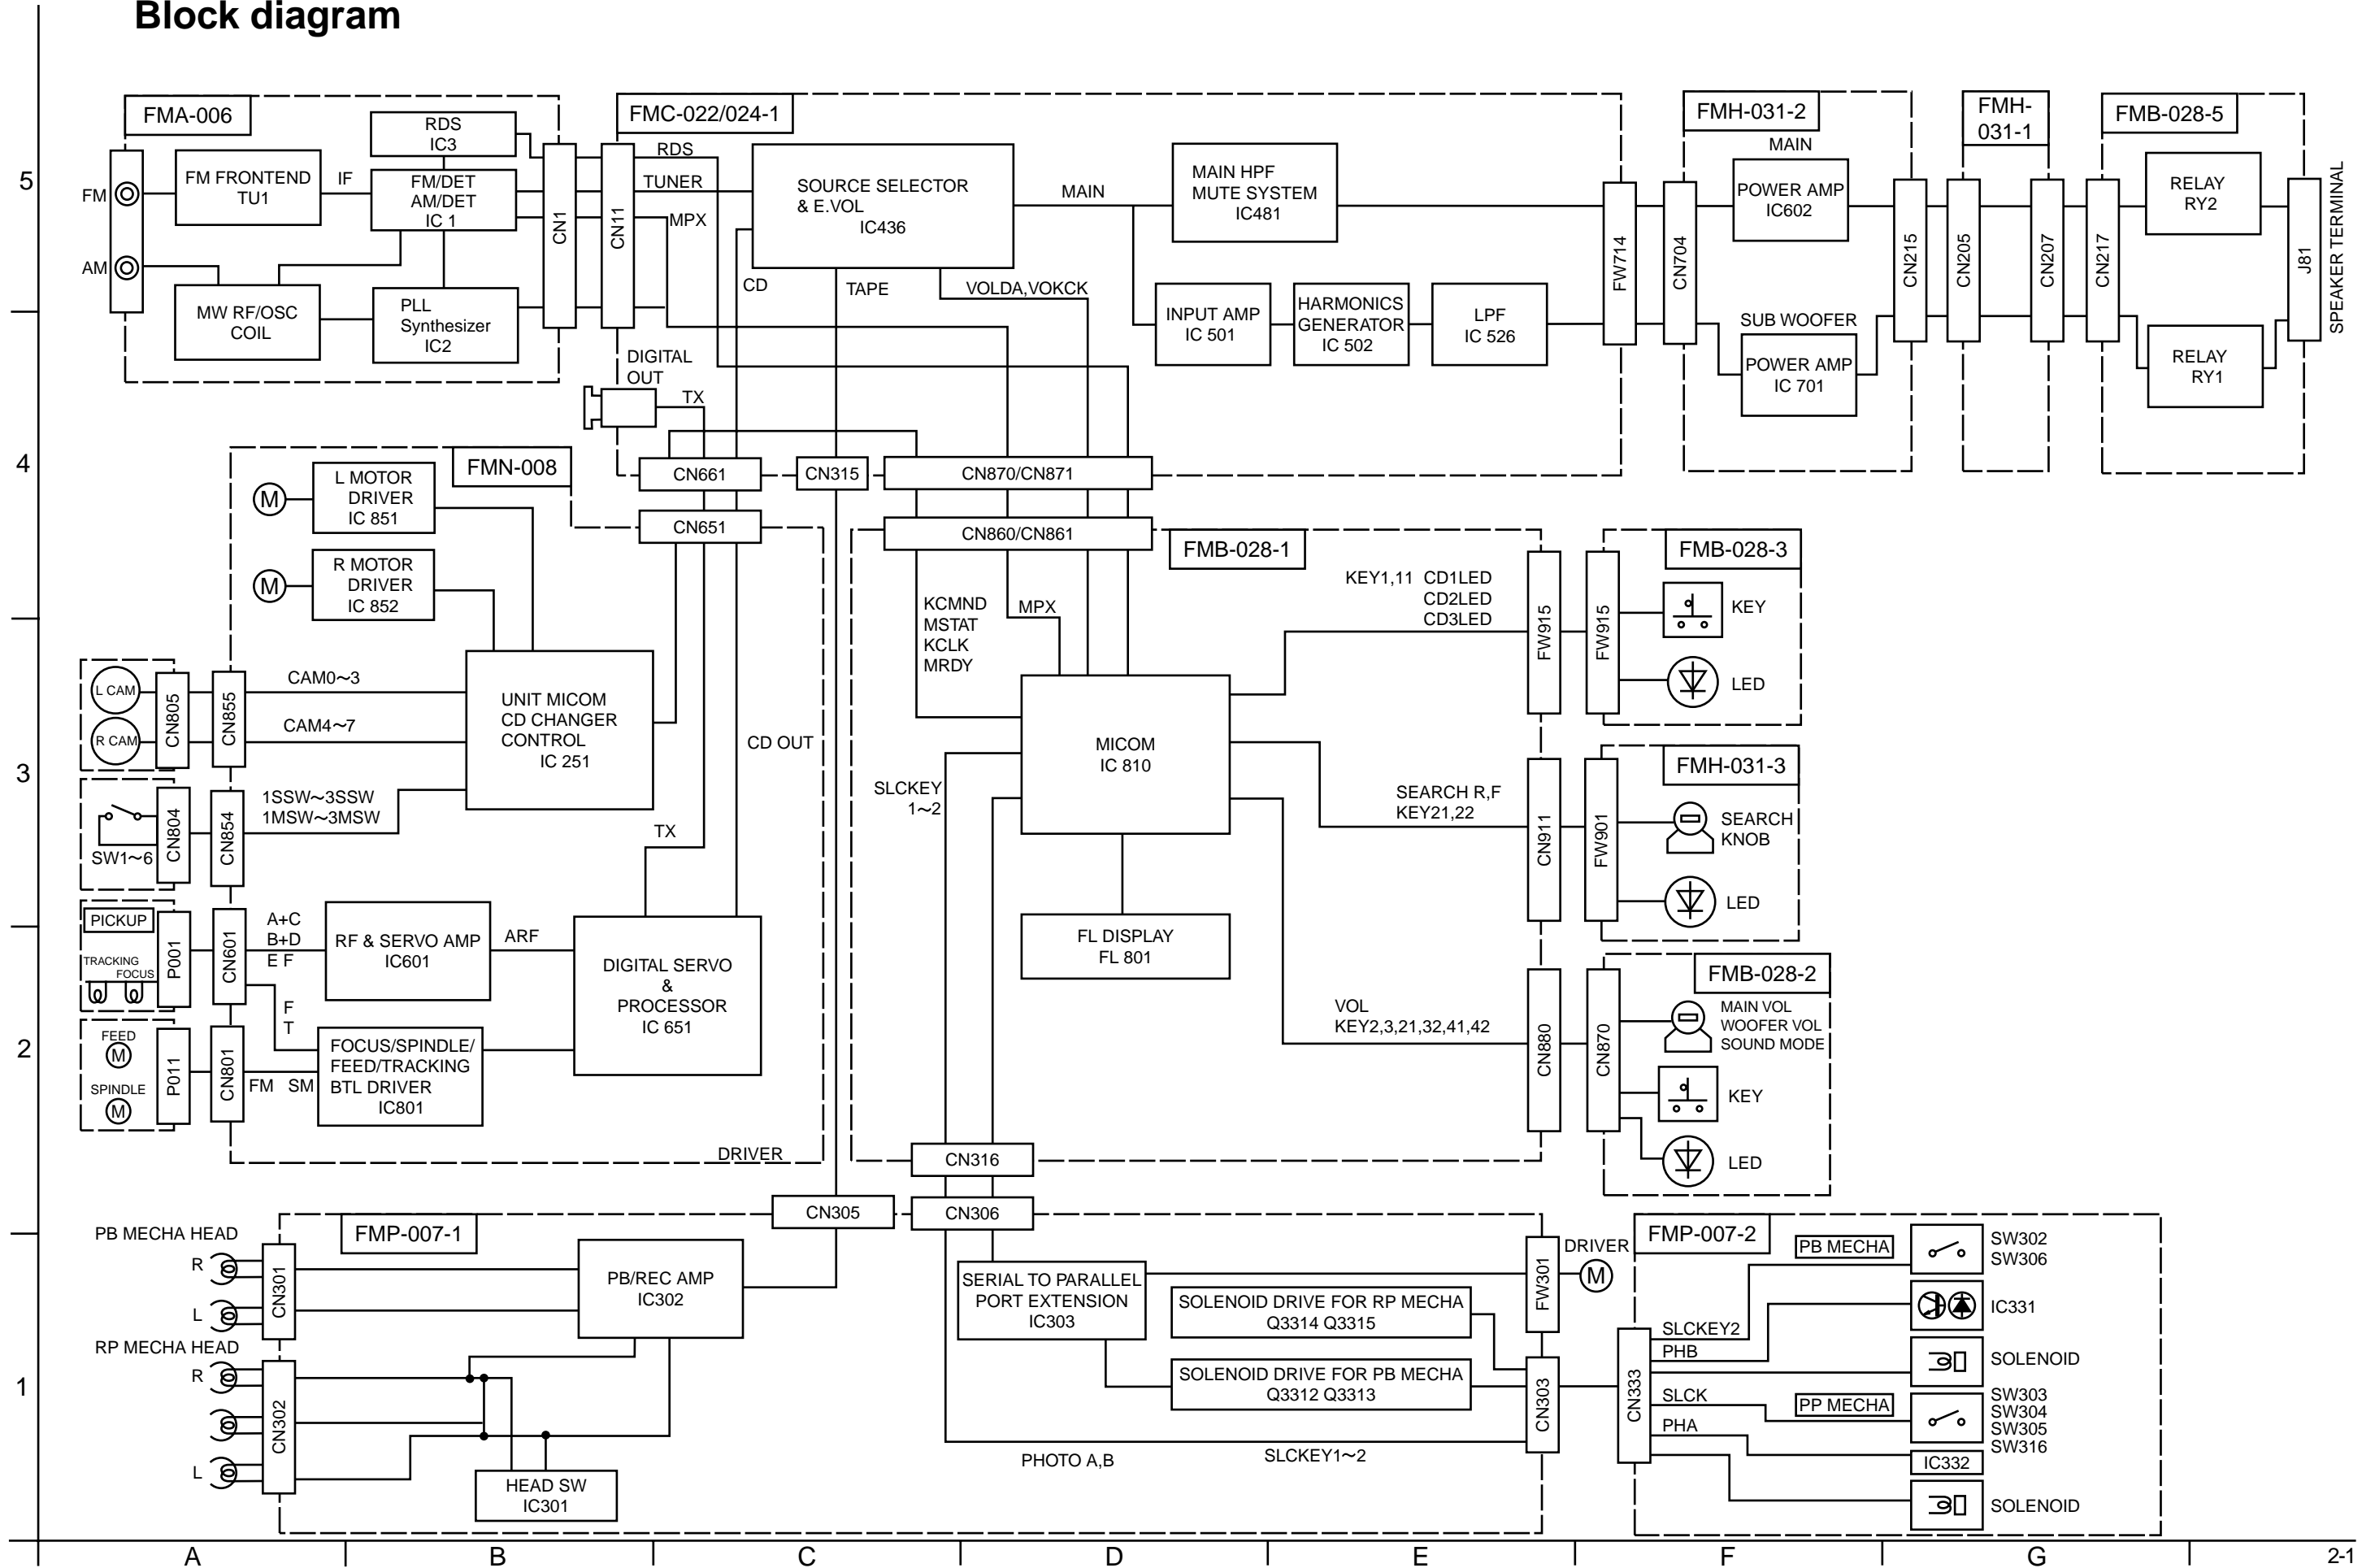 Block diagram
5
4
3
2
1
A
B
C
D
E
F
G
2-1
FMA-006
FM
AM
FM FRONTEND
TU1
IF
RDS
IC3
FM/DET
AM/DET
IC 1
MW RF/OSC
COIL
PLL
Synthesizer
IC2
CN1
FMC-022/024-1
CN11
RDS
TUNER
MPX
SOURCE SELECTOR
& E.VOL
IC436
CD
TAPE
VOLDA,VOKCK
MAIN
MAIN HPF
MUTE SYSTEM
IC481
INPUT AMP
IC 501
HARMONICS
GENERATOR
IC 502
LPF
IC 526
FW714
DIGITAL
OUT
TX
CN661
CN315
CN870/CN871
FMH-031-2
MAIN
CN704
POWER AMP
IC602
SUB WOOFER
POWER AMP
IC 701
CN215
FMH-
031-1
CN205
CN207
FMB-028-5
CN217
RELAY
RY2
RELAY
RY1
J81
SPEAKER TERMINAL
FMN-008
M
L MOTOR
DRIVER
IC 851
M
R MOTOR
DRIVER
IC 852
CN651
L CAM
R CAM
CN805
CN855
CAM0~3
CAM4~7
UNIT MICOM
CD CHANGER
CONTROL
IC 251
CD OUT
SW1~6
CN804
CN854
1SSW~3SSW
1MSW~3MSW
TX
PICKUP
TRACKING
FOCUS
P001
CN601
A+C
B+D
E F
F
T
RF & SERVO AMP
IC601
ARF
DIGITAL SERVO
&
PROCESSOR
IC 651
FEED
M
SPINDLE
M
P011
CN801
FM SM
FOCUS/SPINDLE/
FEED/TRACKING
BTL DRIVER
IC801
DRIVER
CN860/CN861
FMB-028-1
KCMND
MSTAT
KCLK
MRDY
MPX
KEY1,11 CD1LED
CD2LED
CD3LED
MICOM
IC 810
SLCKEY
1~2
SEARCH R,F
KEY21,22
FL DISPLAY
FL 801
VOL
KEY2,3,21,32,41,42
FW915
CN911
CN880
CN316
FMB-028-3
FW915
KEY
LED
FMH-031-3
FW901
SEARCH
KNOB
LED
FMB-028-2
CN870
MAIN VOL
WOOFER VOL
SOUND MODE
KEY
LED
CN305
CN306
FMP-007-1
PB MECHA HEAD
R
L
CN301
PB/REC AMP
IC302
RP MECHA HEAD
R
L
CN302
HEAD SW
IC301
SERIAL TO PARALLEL
PORT EXTENSION
IC303
SOLENOID DRIVE FOR RP MECHA
Q3314 Q3315
SOLENOID DRIVE FOR PB MECHA
Q3312 Q3313
PHOTO A,B
SLCKEY1~2
FW301
DRIVER
M
CN303
FMP-007-2
CN333
PB MECHA
SW302
SW306
IC331
SLCKEY2
PHB
SOLENOID
SLCK
PP MECHA
PHA
SW303
SW304
SW305
SW316
IC332
SOLENOID